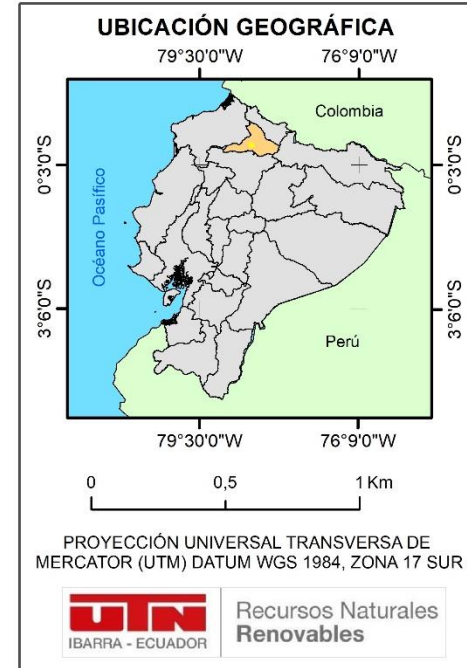 UBICACIÓN GEOGRÁFICA
79°30'0"W 76°9'0"W
Colombia
0°3'0"S 0°3'0"S
Océano Pasífico
3°6'0"S 3°6'0"S
Perú
79°30'0"W 76°9'0"W
0 0,5 1 Km
PROYECCIÓN UNIVERSAL TRANSVERSA DE
MERCATOR (UTM) DATUM WGS 1984, ZONA 17 SUR
UTN
IBARRA - ECUADOR
Recursos Naturales
Renovables